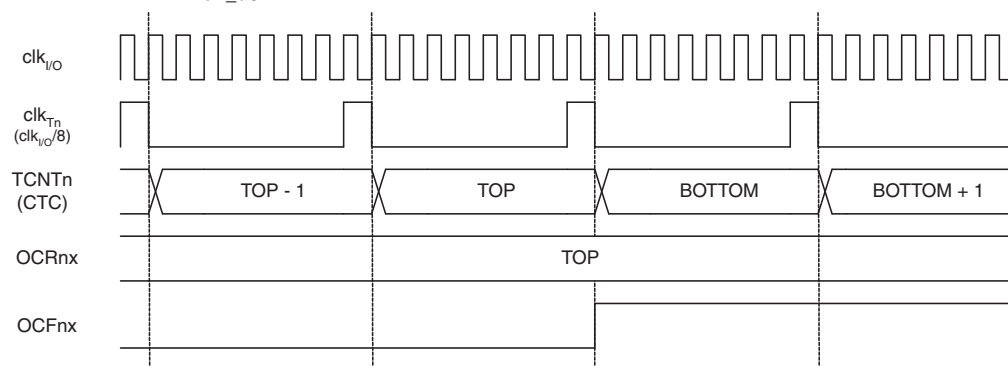 clkI/O
clkTn
(clkI/O/8)
TCNTn
(CTC)
TOP - 1
TOP
BOTTOM
BOTTOM + 1
OCRnx
TOP
OCFnx